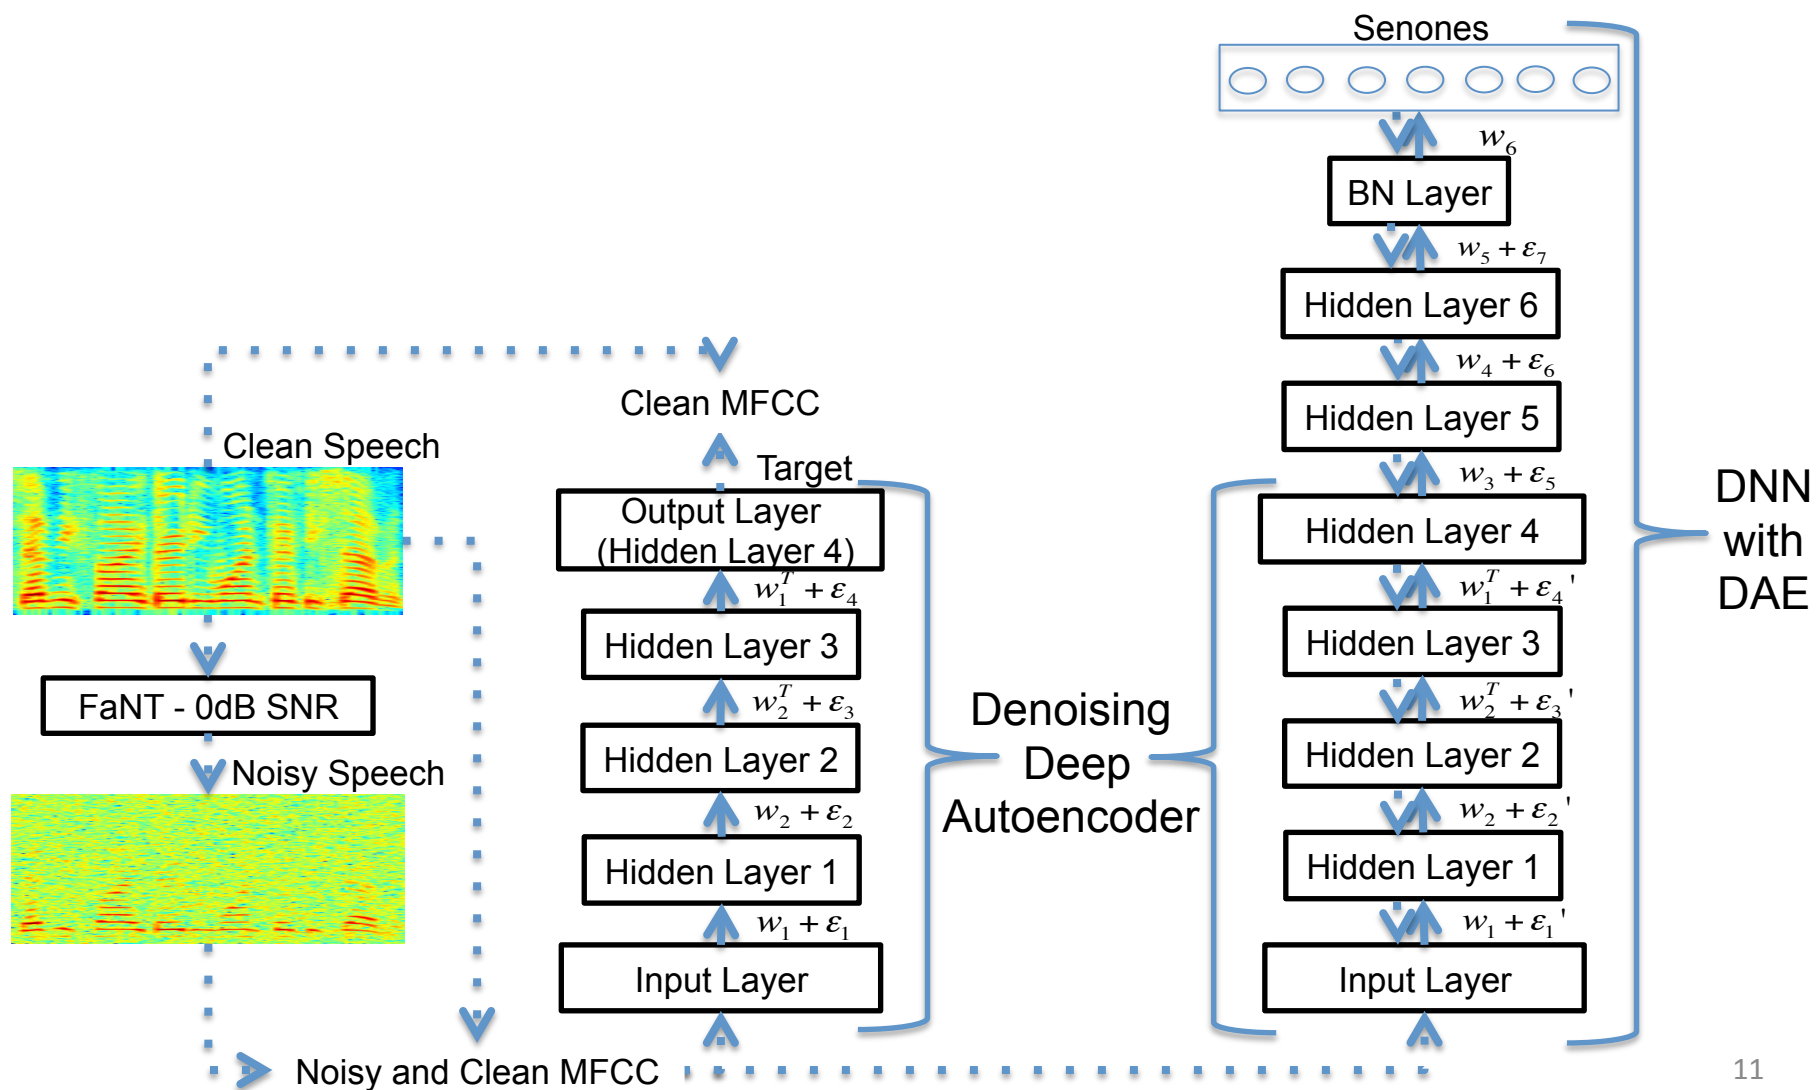 Clean MFCC
Clean Speech
FaNT - 0dB SNR
Noisy Speech
Noisy and Clean MFCC
Target
Output Layer
(Hidden Layer 4)
w₁ᵀ + ε₄
Hidden Layer 3
w₂ᵀ + ε₃
Hidden Layer 2
w₂ + ε₂
Hidden Layer 1
w₁ + ε₁
Input Layer
Denoising
Deep
Autoencoder
Senones
w₆
BN Layer
w₅ + ε₇
Hidden Layer 6
w₄ + ε₆
Hidden Layer 5
w₃ + ε₅
Hidden Layer 4
w₁ᵀ + ε₄'
Hidden Layer 3
w₂ᵀ + ε₃'
Hidden Layer 2
w₂ + ε₂'
Hidden Layer 1
w₁ + ε₁'
Input Layer
DNN
with
DAE
11